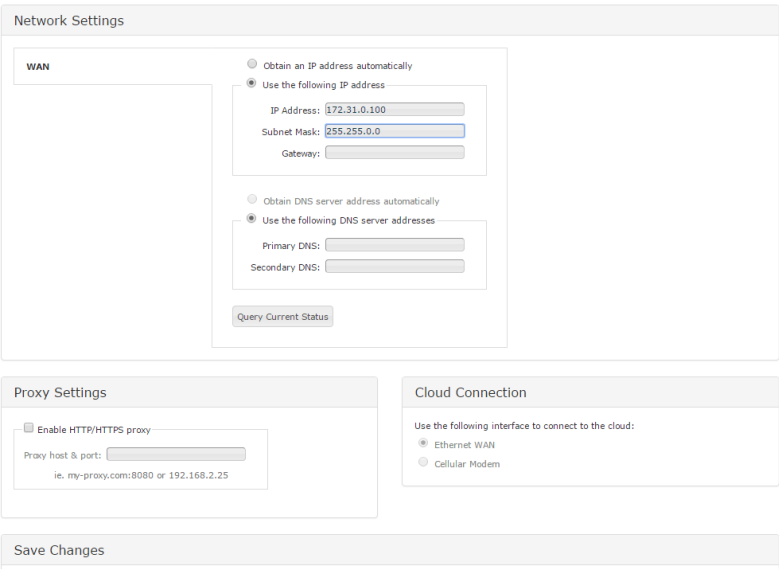 Network Settings
WAN
Obtain an IP address automatically
Use the following IP address
IP Address: 172.31.0.100
Subnet Mask: 255.255.0.0
Gateway:
Obtain DNS server address automatically
Use the following DNS server addresses
Primary DNS:
Secondary DNS:
Query Current Status
Proxy Settings
Enable HTTP/HTTPS proxy
Proxy host & port:
ie. my-proxy.com:8080 or 192.168.2.25
Cloud Connection
Use the following interface to connect to the cloud:
Ethernet WAN
Cellular Modem
Save Changes